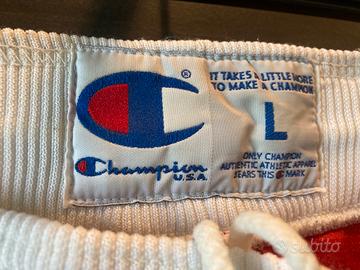 ®
IT TAKES A LITTLE MORE
TO MAKE A CHAMPION®
L
Champion
U.S.A.
ONLY CHAMPION
AUTHENTIC ATHLETIC APPAREL
BEARS THIS C MARK
subito